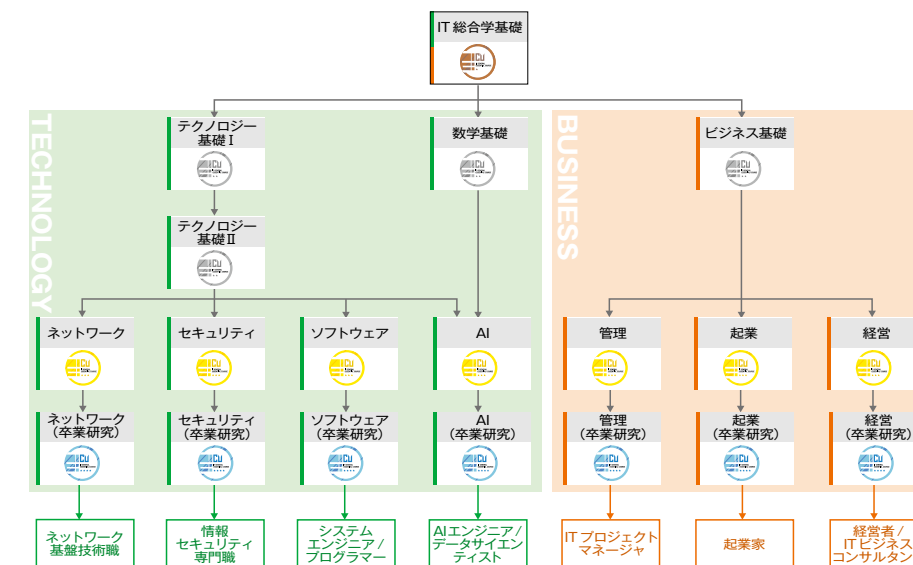 IT 総合学基礎
TECHNOLOGY
BUSINESS
テクノロジー
基礎 I
数学基礎
ビジネス基礎
テクノロジー
基礎 II
ネットワーク
セキュリティ
ソフトウェア
AI
管理
起業
経営
ネットワーク
(卒業研究)
セキュリティ
(卒業研究)
ソフトウェア
(卒業研究)
AI
(卒業研究)
管理
(卒業研究)
起業
(卒業研究)
経営
(卒業研究)
ネットワーク
基盤技術職
情報
セキュリティ
専門職
システム
エンジニア/
プログラマー
AIエンジニア/
データサイエン
ティスト
IT プロジェクト
マネージャ
起業家
経営者 /
IT ビジネス
コンサルタン